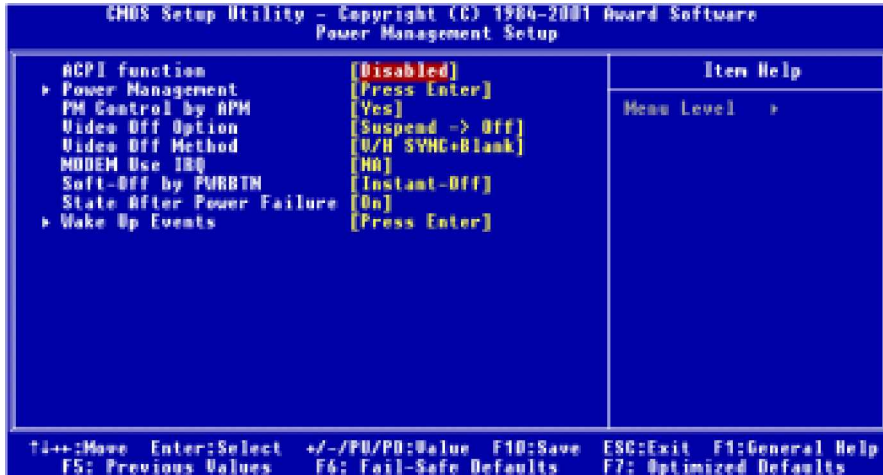 CMOS Setup Utility - Copyright (C) 1984-2001 Award Software
Power Management Setup
ACPI function [Disabled]
▸ Power Management [Press Enter]
PM Control by APM [Yes]
Video Off Option [Suspend -> Off]
Video Off Method [V/H SYNC+Blank]
MODEM Use IRQ [NA]
Soft-Off by PWRBTN [Instant-Off]
State After Power Failure [On]
▸ Wake Up Events [Press Enter]
Item Help
Menu Level ▸
↑↓←→:Move Enter:Select +/-/PU/PD:Value F10:Save ESC:Exit F1:General Help
F5: Previous Values F6: Fail-Safe Defaults F7: Optimized Defaults